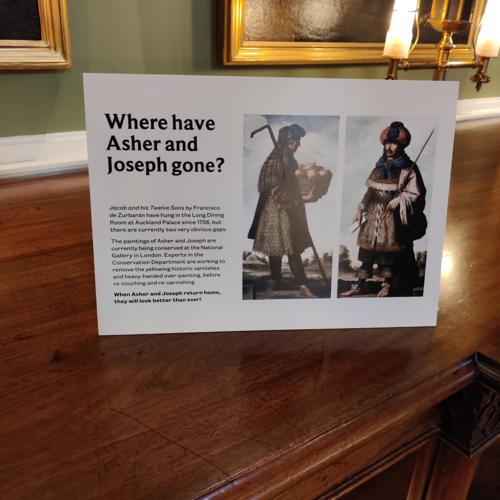 Where have
Asher and
Joseph gone?
Jacob and his Twelve Sons by Francisco
de Zurbarán have hung in the Long Dining
Room at Auckland Palace since 1756, but
there are currently two very obvious gaps.
The paintings of Asher and Joseph are
currently being conserved at the National
Gallery in London. Experts in the
Conservation Department are working to
remove the yellowing historic varnishes
and heavy-handed over-painting, before
re-touching and re-varnishing.
When Asher and Joseph return home,
they will look better than ever!